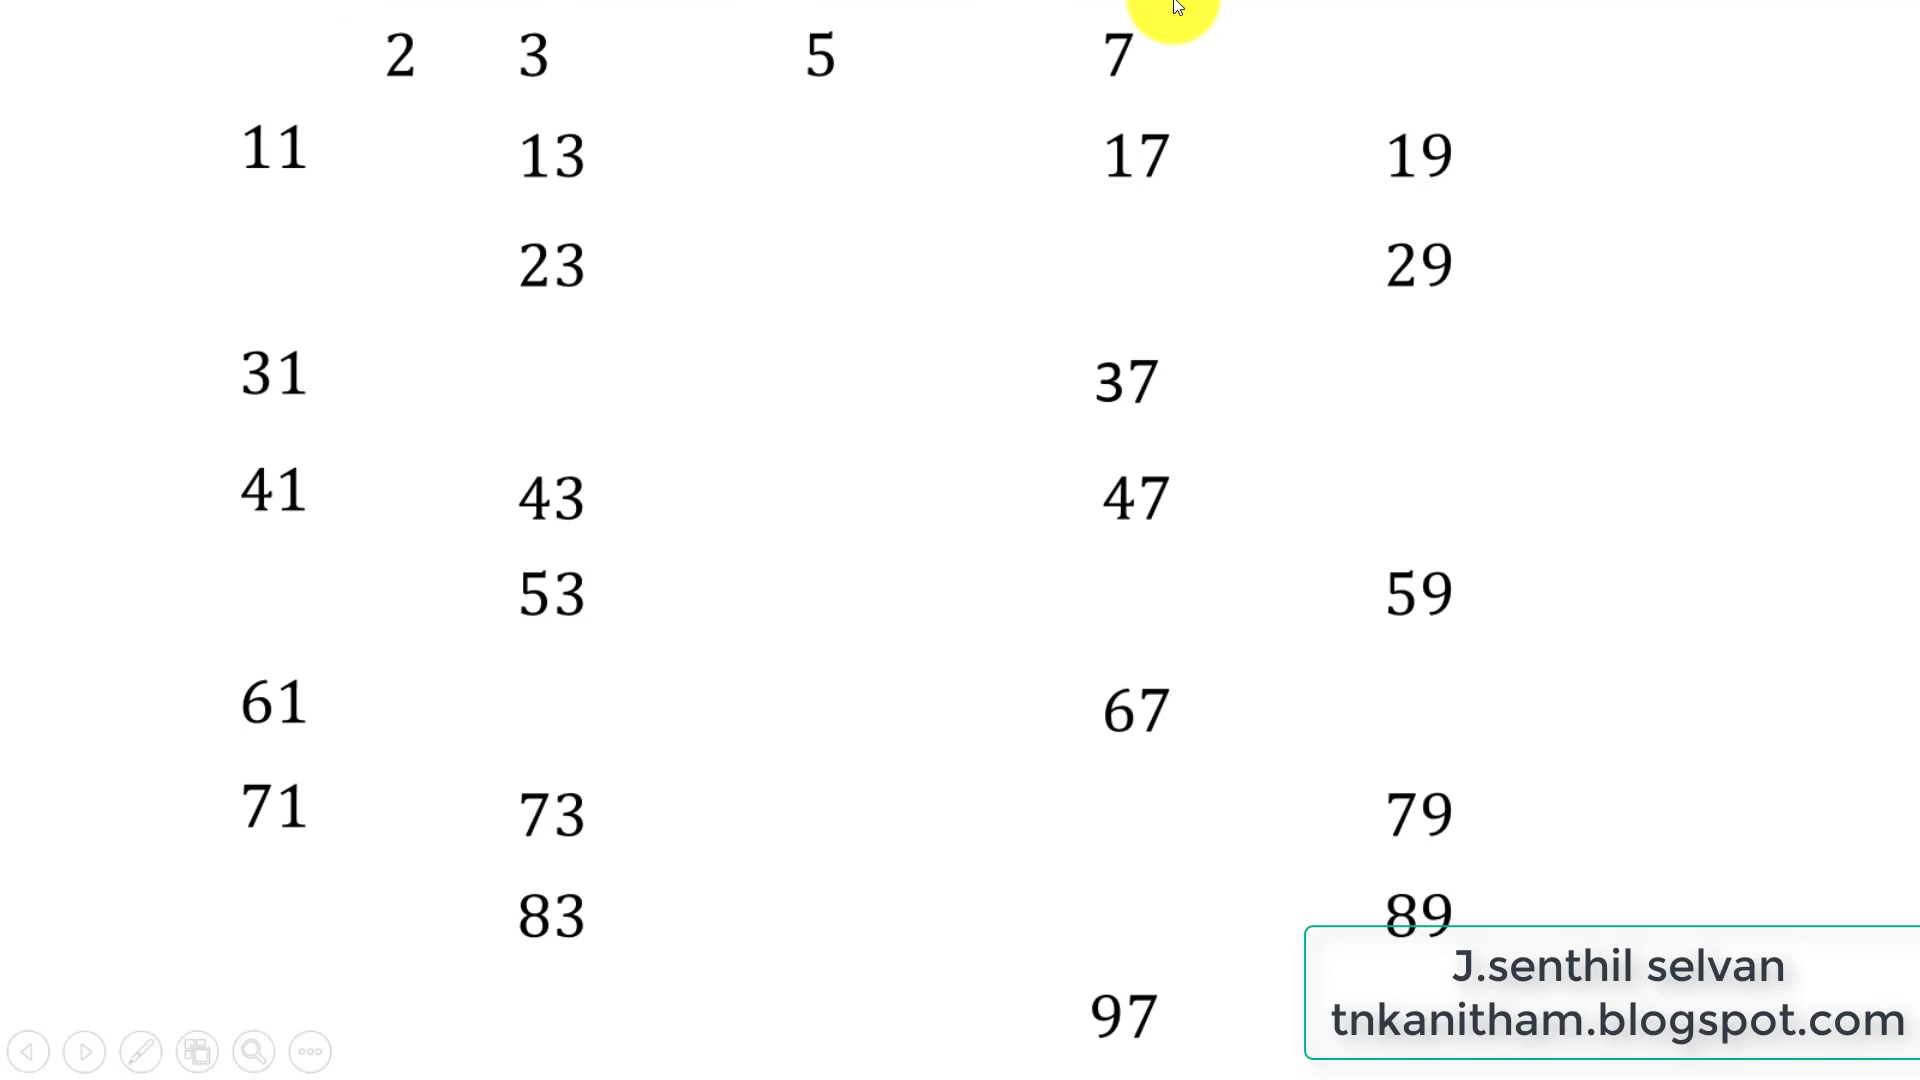 2 3 5 7
11 13 17 19
23 29
31 37
41 43 47
53 59
61 67
71 73 79
83 89
97
J.senthil selvan
tnkanitham.blogspot.com